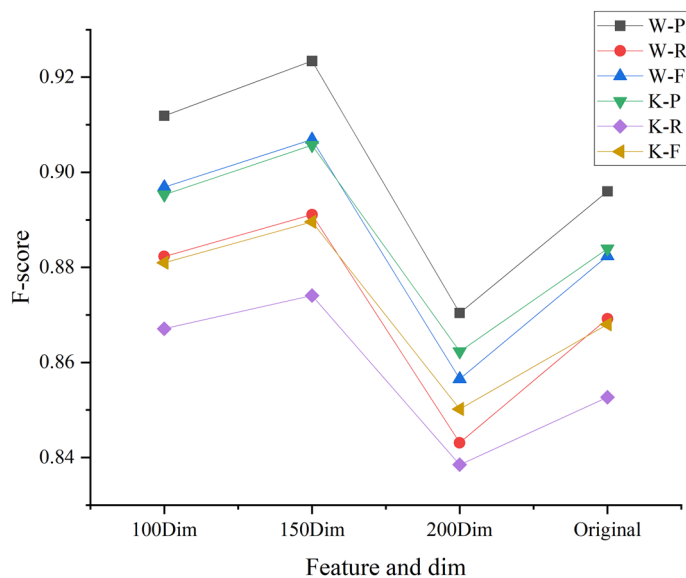 W-P
W-R
W-F
K-P
K-R
K-F
F-score
0.92
0.90
0.88
0.86
0.84
100Dim 150Dim 200Dim Original
Feature and dim